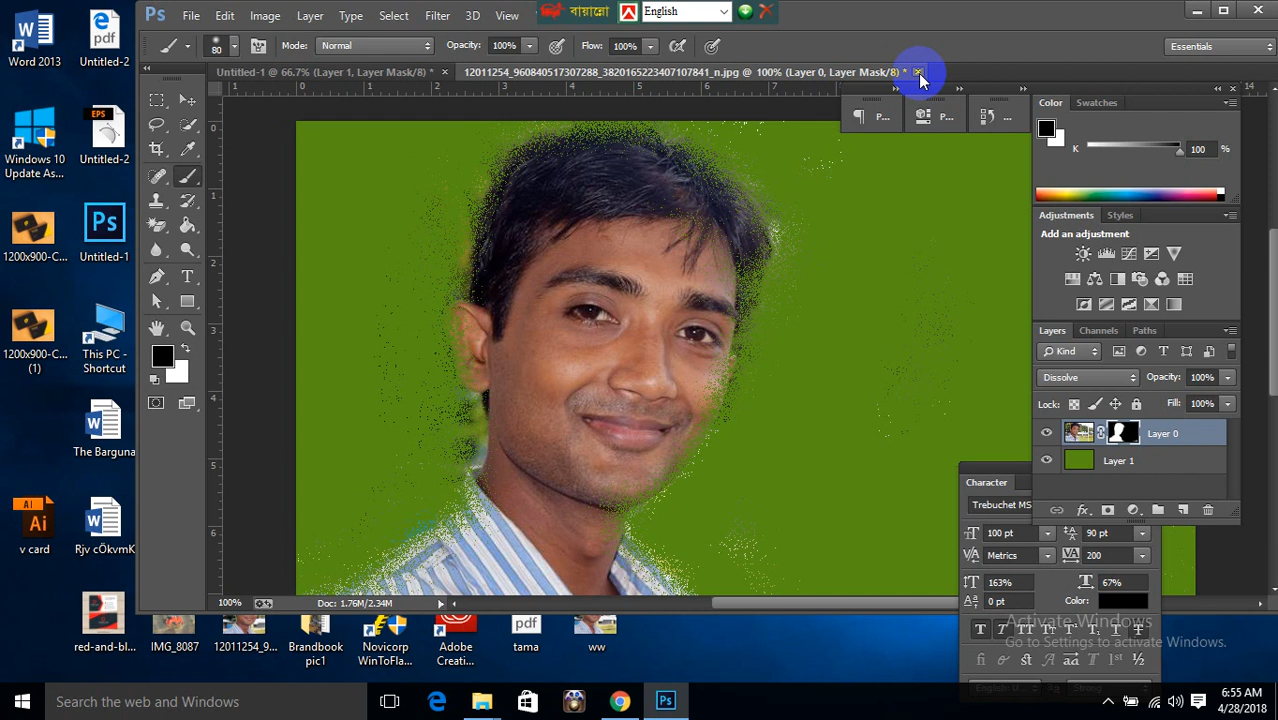 Word 2013
Untitled-2
EPS
Windows 10
Update As...
Untitled-2
1200x900-C...
Ps
Untitled-1
1200x900-C...
(1)
This PC -
Shortcut
The Barguna
Ai
v card
Rjv cÖkvmK
red-and-bl...
Ps File Edit Image Layer Type Select Filter 3D View
বায়ান্নো English
80 Mode: Normal Opacity: 100% Flow: 100% Essentials
Untitled-1 @ 66.7% (Layer 1, Layer Mask/8) * ×
12011254_960840517307288_3820165223407107841_n.jpg @ 100% (Layer 0, Layer Mask/8) *
P... P... ...
Color Swatches
K 100 %
Adjustments Styles
Add an adjustment
Layers Channels Paths
Kind
Dissolve Opacity: 100%
Lock: Fill: 100%
Layer 0
Layer 1
Character
Trebuchet MS
100 pt 90 pt
Metrics 200
163% 67%
0 pt Color:
Activate Windows
Go to Settings to activate Windows.
English: U... Strong
100% Doc: 1.76M/2.34M
IMG_8087
12011254_9...
Brandbook
pic1
Novicorp
WinToFla...
Adobe
Creati...
pdf
tama
ww
Search the web and Windows
6:55 AM
4/28/2018